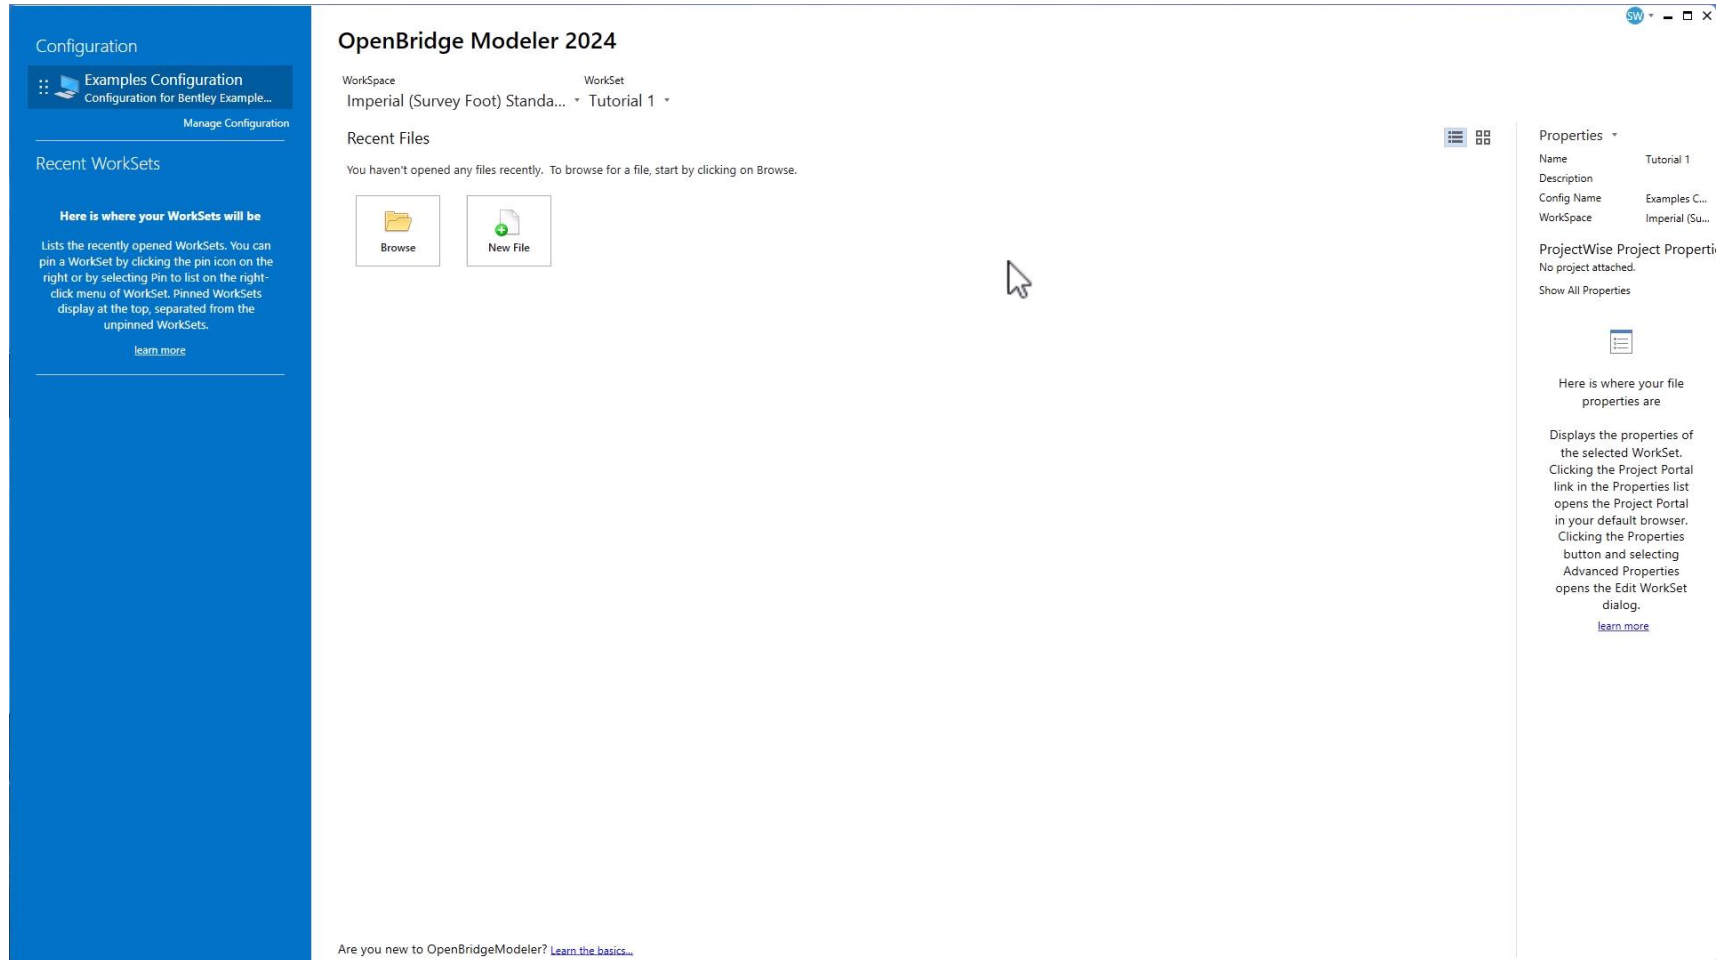 SW
Configuration
Examples Configuration
Configuration for Bentley Example...
Manage Configuration
Recent WorkSets
Here is where your WorkSets will be
Lists the recently opened WorkSets. You can
pin a WorkSet by clicking the pin icon on the
right or by selecting Pin to list on the right-
click menu of WorkSet. Pinned WorkSets
display at the top, separated from the
unpinned WorkSets.
learn more
OpenBridge Modeler 2024
WorkSpace WorkSet
Imperial (Survey Foot) Standa... Tutorial 1
Recent Files
You haven't opened any files recently. To browse for a file, start by clicking on Browse.
Browse
New File
Are you new to OpenBridgeModeler? Learn the basics...
Properties
Name Tutorial 1
Description
Config Name Examples C...
WorkSpace Imperial (Su...
ProjectWise Project Properti
No project attached.
Show All Properties
Here is where your file
properties are
Displays the properties of
the selected WorkSet.
Clicking the Project Portal
link in the Properties list
opens the Project Portal
in your default browser.
Clicking the Properties
button and selecting
Advanced Properties
opens the Edit WorkSet
dialog.
learn more